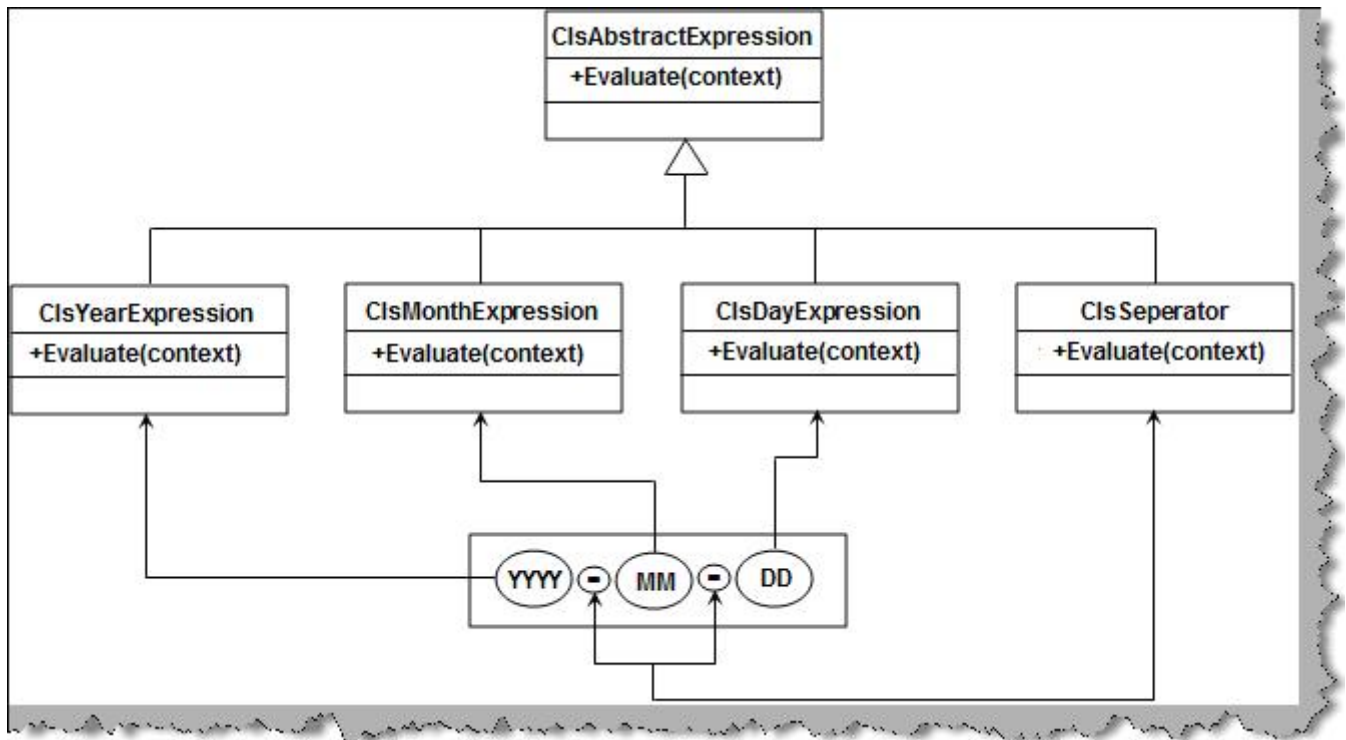 ClsAbstractExpression
+Evaluate(context)
ClsYearExpression
+Evaluate(context)
ClsMonthExpression
+Evaluate(context)
ClsDayExpression
+Evaluate(context)
ClsSeperator
+Evaluate(context)
YYYY - MM - DD